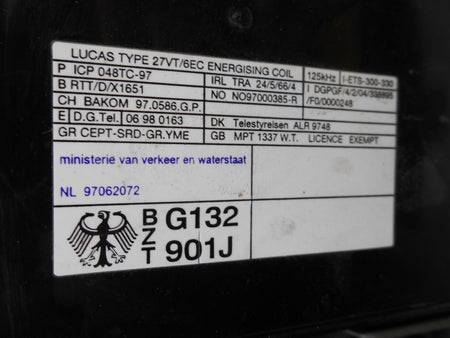 LUCAS TYPE 27VT/6EC ENERGISING COIL 125kHz I-ETS-300-330
P ICP 048TC-97 IRL TRA 24/5/66/4 I DGPGF/4/2/04/338895
B RTT/D/X1651 NO NO97000385-R /F0/0000248
CH BAKOM 97.0586.G.P.
E D.G.Tel. 06 98 0163 DK Telestyreisen ALR 9748
GR CEPT-SRD-GR.YME GB MPT 1337 W.T. LICENCE EXEMPT
ministerië van verkeer en waterstaat
NL 97062072
BZT G132
901J